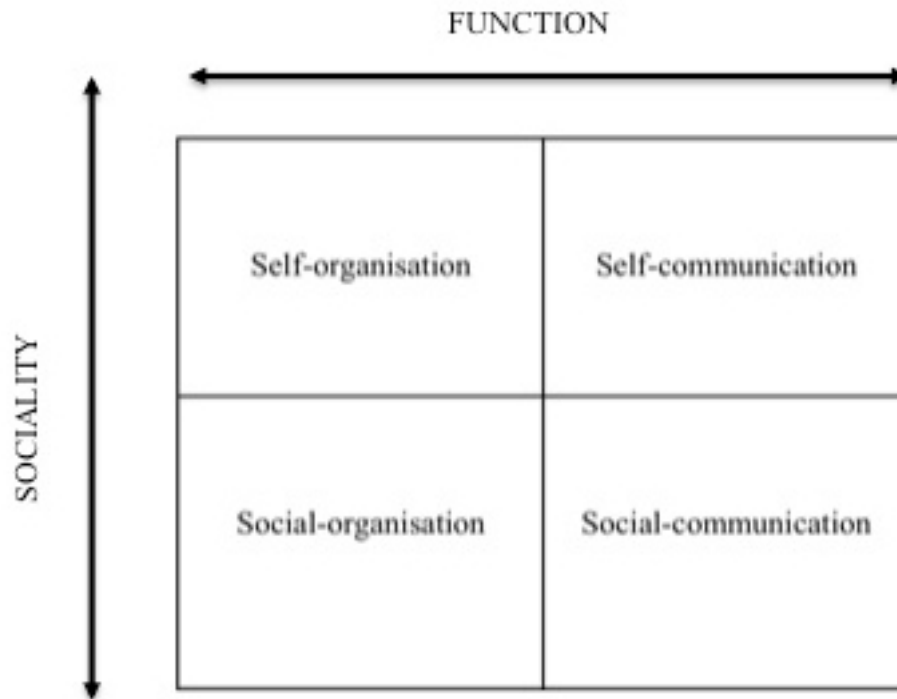 FUNCTION
SOCIALITY
Self-organisation
Self-communication
Social-organisation
Social-communication